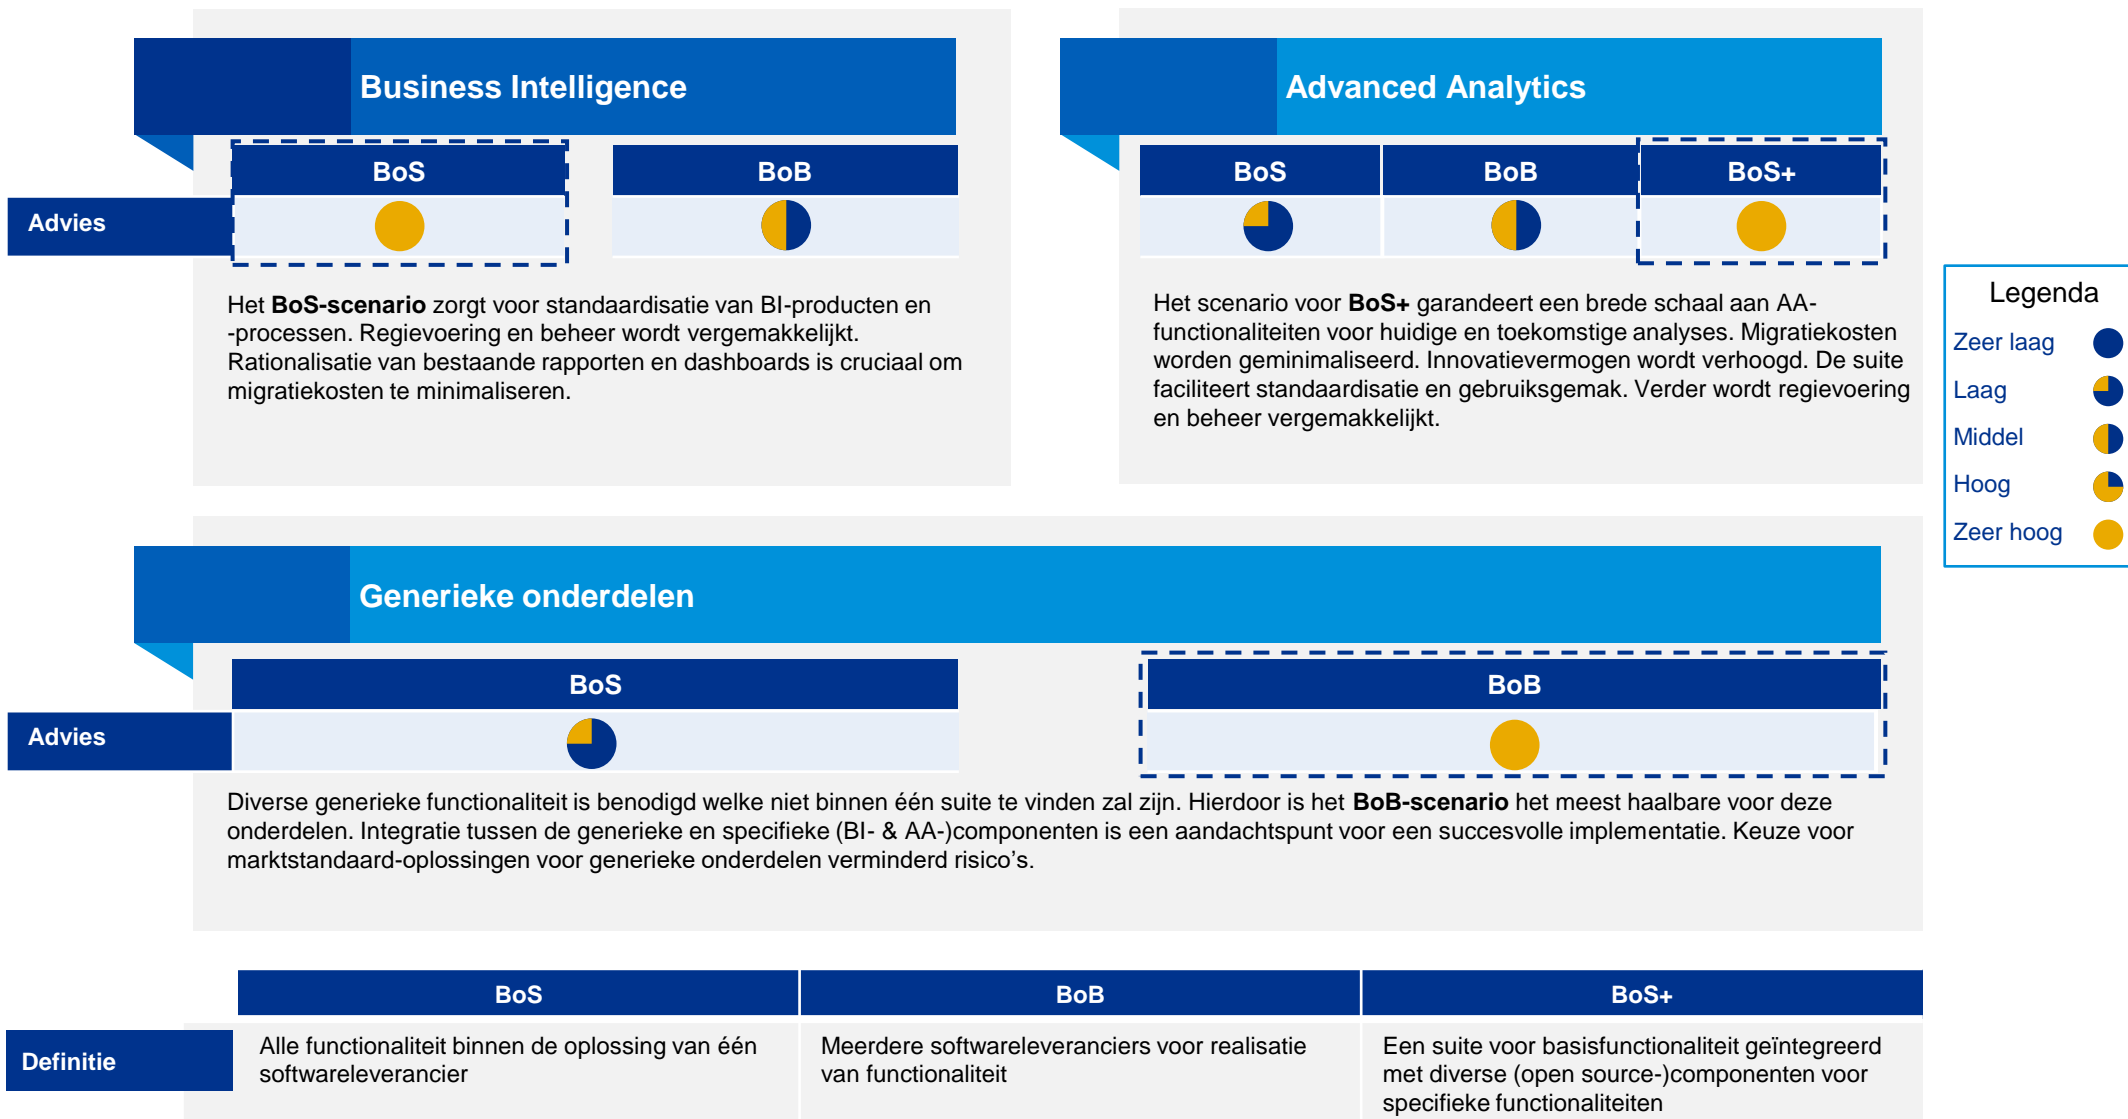 Business Intelligence
BoS
BoB
Advies
Het BoS-scenario zorgt voor standaardisatie van BI-producten en
-processen. Regievoering en beheer wordt vergemakkelijkt.
Rationalisatie van bestaande rapporten en dashboards is cruciaal om
migratiekosten te minimaliseren.
Advanced Analytics
BoS
BoB
BoS+
Het scenario voor BoS+ garandeert een brede schaal aan AA-
functionaliteiten voor huidige en toekomstige analyses. Migratiekosten
worden geminimaliseerd. Innovatievermogen wordt verhoogd. De suite
faciliteert standaardisatie en gebruiksgemak. Verder wordt regievoering
en beheer vergemakkelijkt.
Legenda
Zeer laag
Laag
Middel
Hoog
Zeer hoog
Generieke onderdelen
BoS
BoB
Advies
Diverse generieke functionaliteit is benodigd welke niet binnen één suite te vinden zal zijn. Hierdoor is het BoB-scenario het meest haalbare voor deze
onderdelen. Integratie tussen de generieke en specifieke (BI- & AA-)componenten is een aandachtspunt voor een succesvolle implementatie. Keuze voor
marktstandaard-oplossingen voor generieke onderdelen verminderd risico's.
BoS
BoB
BoS+
Definitie
Alle functionaliteit binnen de oplossing van één
softwareleverancier
Meerdere softwareleveranciers voor realisatie
van functionaliteit
Een suite voor basisfunctionaliteit geïntegreerd
met diverse (open source-)componenten voor
specifieke functionaliteiten